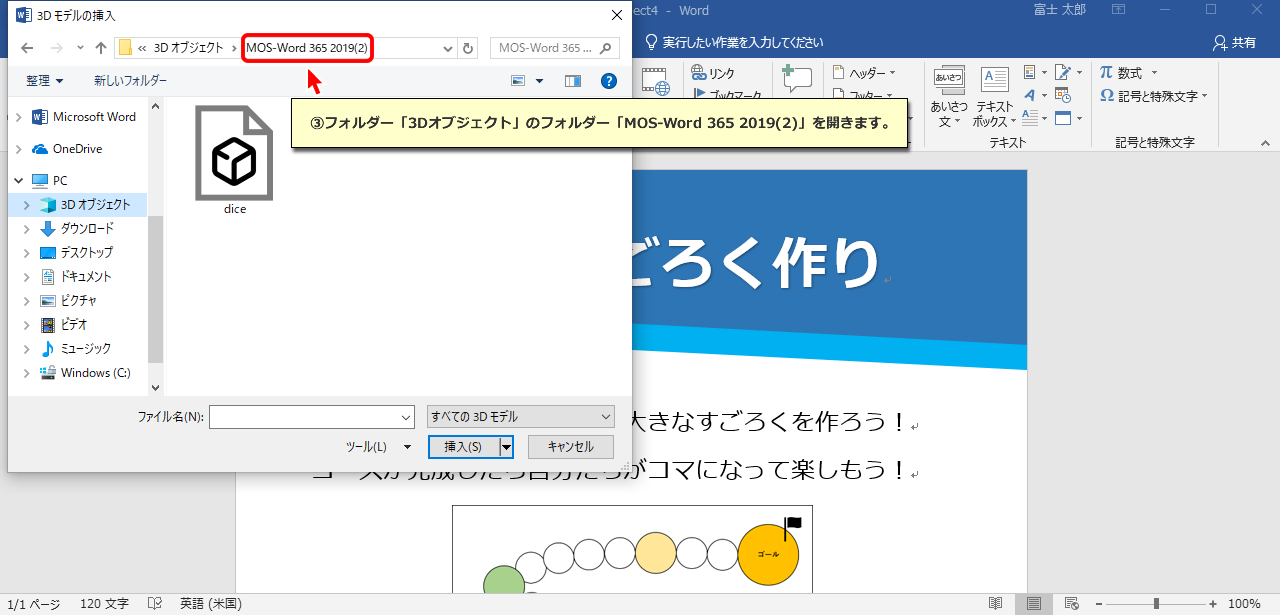 3D モデルの挿入
ect4 - Word
富士 太郎
« 3D オブジェクト
MOS-Word 365 2019(2)
MOS-Word 365 ...
実行したい作業を入力してください
共有
整理
新しいフォルダー
リンク
ブックマーク
ヘッダー
フッター
あいさつ
あいさつ文
テキスト ボックス
テキスト
数式
記号と特殊文字
記号と特殊文字
③フォルダー「3Dオブジェクト」のフォルダー「MOS-Word 365 2019(2)」を開きます。
Microsoft Word
OneDrive
PC
3D オブジェクト
ダウンロード
デスクトップ
ドキュメント
ピクチャ
ビデオ
ミュージック
Windows (C:)
dice
ごろく作り
ファイル名(N):
すべての 3D モデル
ツール(L)
挿入(S)
キャンセル
大きなすごろくを作ろう！
コースが完成したら自分たちがコマになって楽しもう！
ゴール
1/1 ページ
120 文字
英語 (米国)
100%